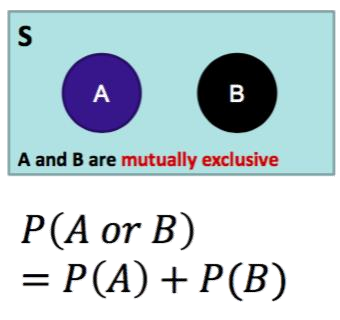 S
A B
A and B are mutually exclusive
P(A or B)
= P(A) + P(B)